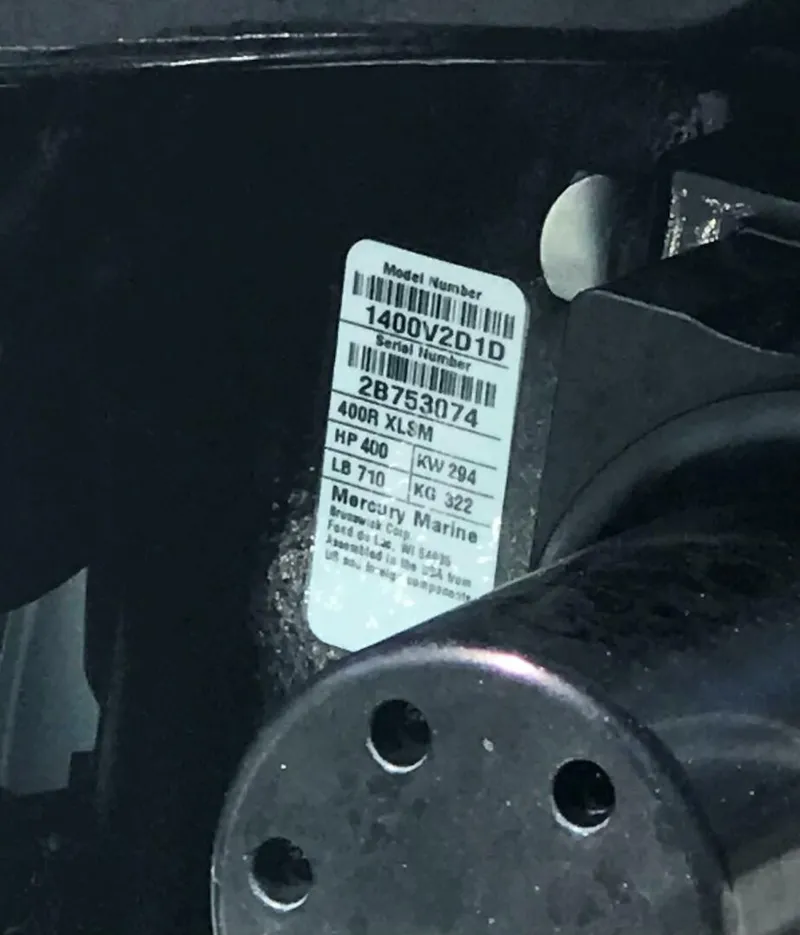 Model Number
1400V2D1D
Serial Number
2B753074
400R XLSM
HP 400 KW 294
LB 710 KG 322
Mercury Marine
Brunswick Corp.
Fond du Lac, WI 54935
Assembled in the USA from
US and foreign components